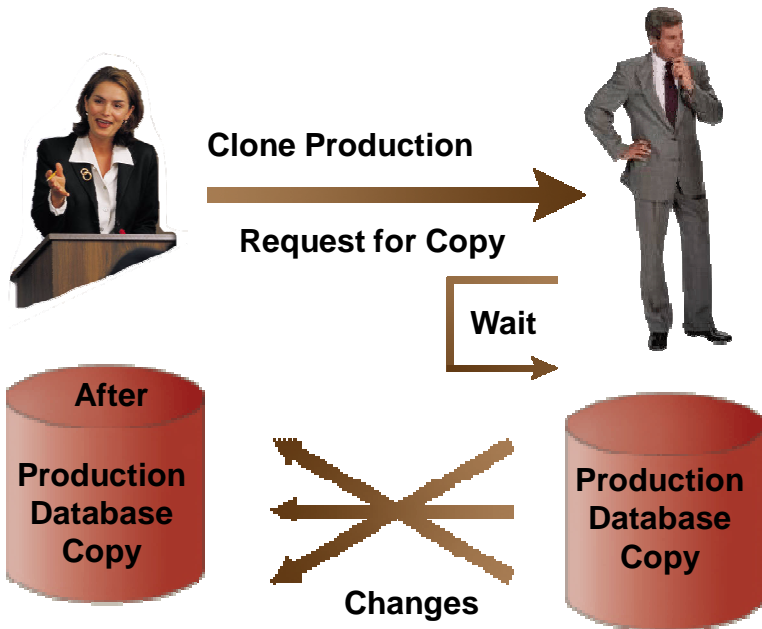 Clone Production
Request for Copy
Wait
After
Production
Database
Copy
Production
Database
Copy
Changes